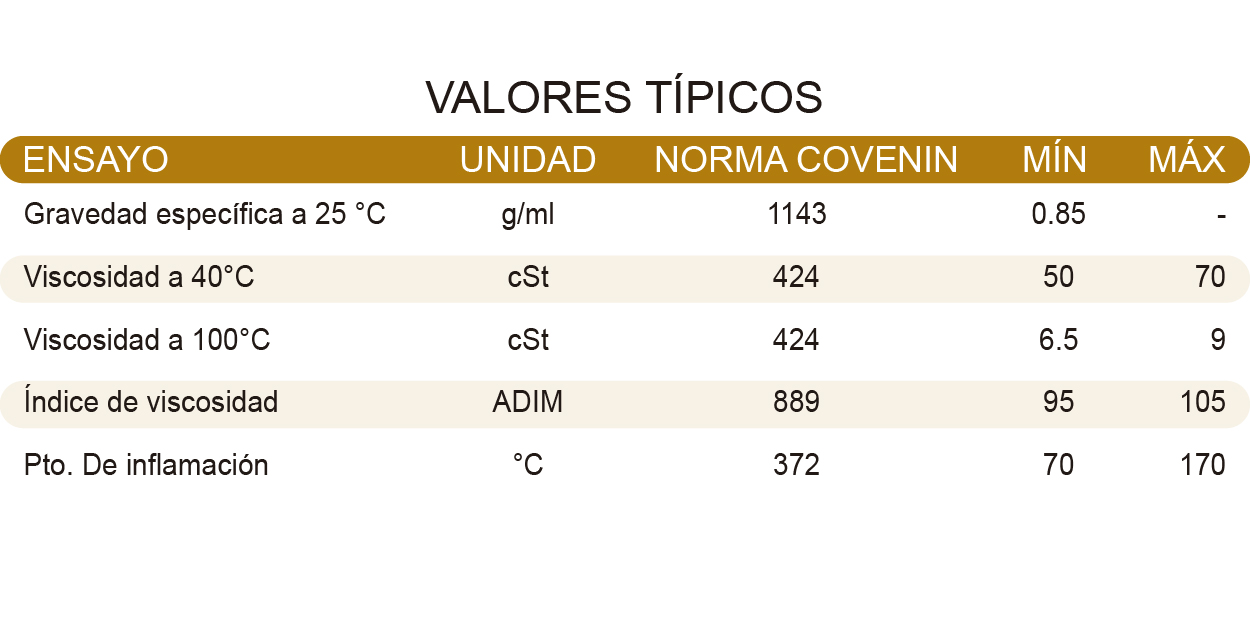 VALORES TÍPICOS
ENSAYO UNIDAD NORMA COVENIN MÍN MÁX
Gravedad específica a 25 °C g/ml 1143 0.85 -
Viscosidad a 40°C cSt 424 50 70
Viscosidad a 100°C cSt 424 6.5 9
Índice de viscosidad ADIM 889 95 105
Pto. De inflamación °C 372 70 170